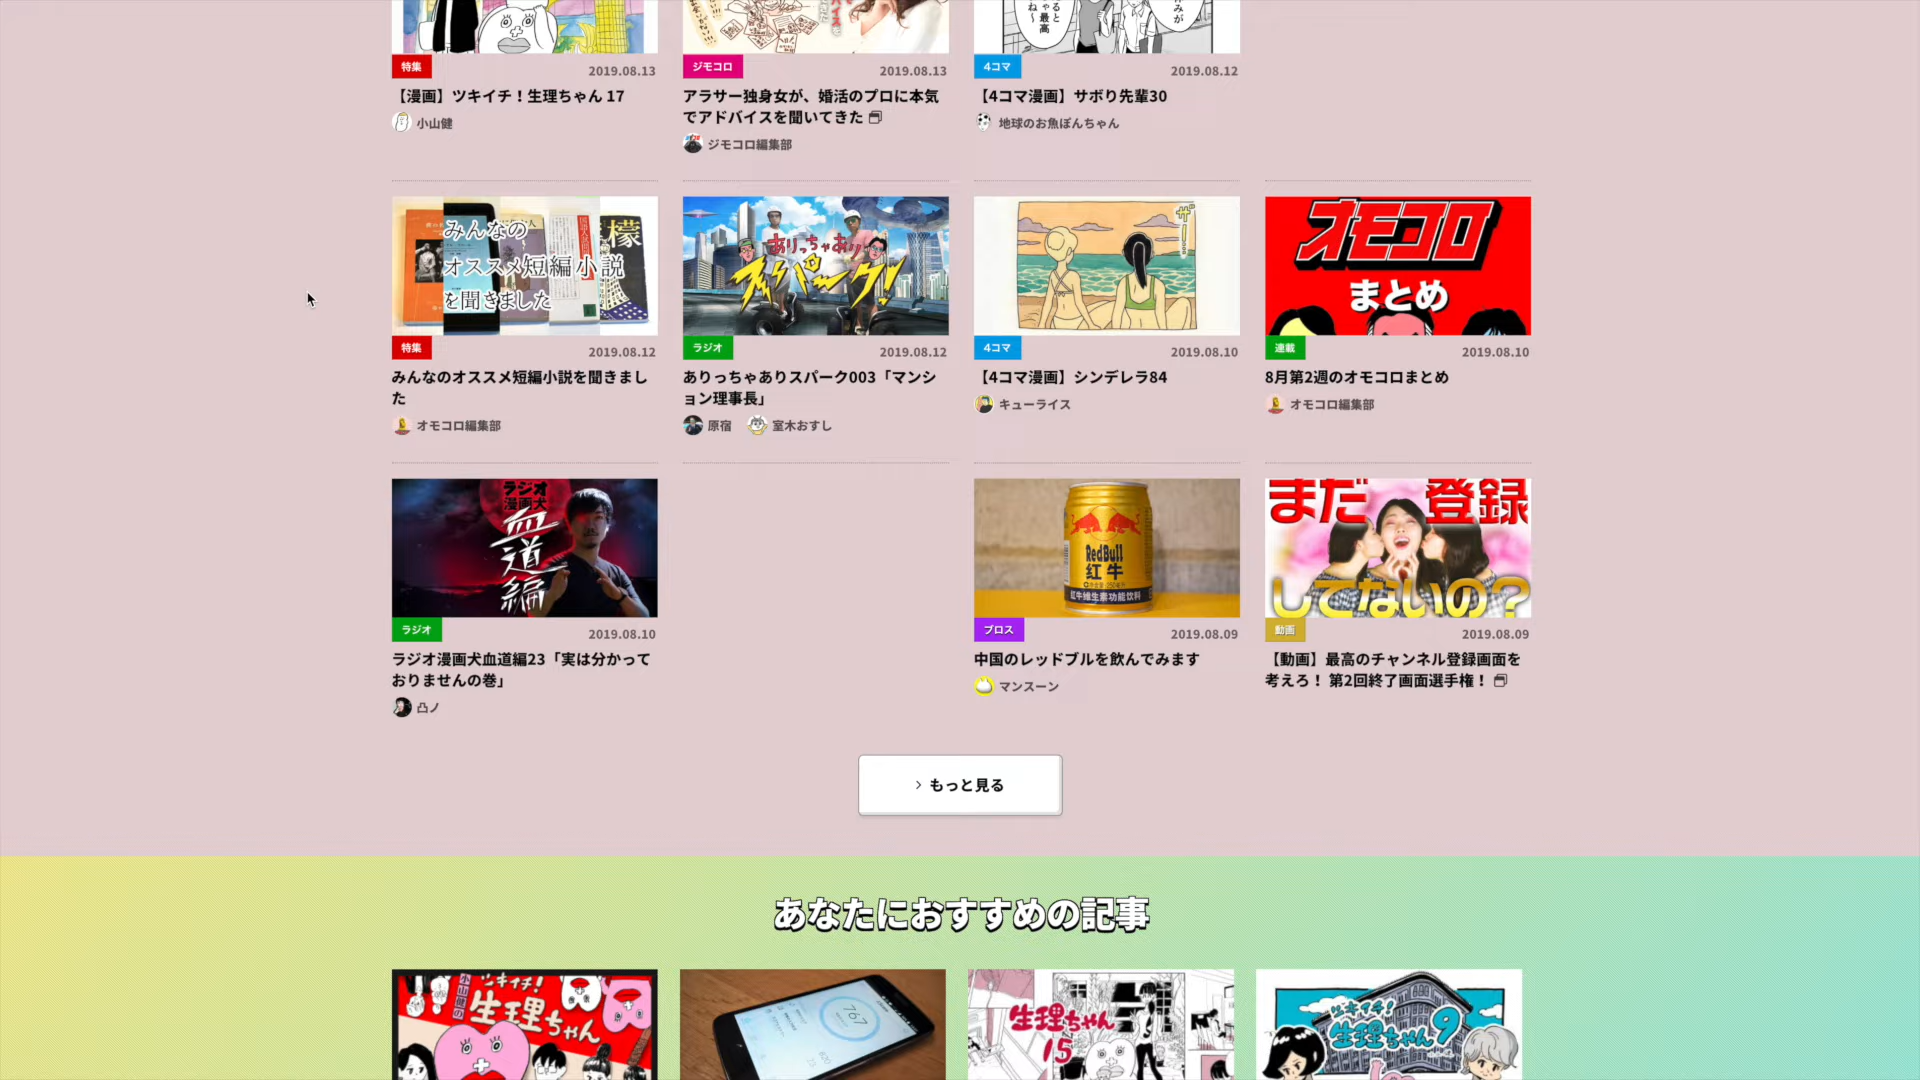 特集
2019.08.13
【漫画】ツキイチ！生理ちゃん 17
小山健
ジモコロ
2019.08.13
アラサー独身女が、婚活のプロに本気
でアドバイスを聞いてきた
ジモコロ編集部
4コマ
2019.08.12
【4コマ漫画】サボり先輩30
地球のお魚ぽんちゃん
みんなの
オススメ短編小説
を聞きました
檬
特集
2019.08.12
みんなのオススメ短編小説を聞きまし
た
オモコロ編集部
ありっちゃあり
スパーク!
ラジオ
2019.08.12
ありっちゃありスパーク003「マンシ
ョン理事長」
原宿
室木おすし
4コマ
2019.08.10
【4コマ漫画】シンデレラ84
キューライス
オモコロ
まとめ
連載
2019.08.10
8月第2週のオモコロまとめ
オモコロ編集部
ラジオ
漫画犬
血道編
ラジオ
2019.08.10
ラジオ漫画犬血道編23「実は分かって
おりませんの巻」
凸ノ
RedBull
红牛
红牛维生素功能饮料
ブロス
2019.08.09
中国のレッドブルを飲んでみます
マンスーン
まだ登録
してないの?
動画
2019.08.09
【動画】最高のチャンネル登録画面を
考えろ！ 第2回終了画面選手権！
もっと見る
あなたにおすすめの記事
小山健の
ツキイチ!
生理ちゃん
767
生理ちゃん
15
ツキイチ!
生理ちゃん9